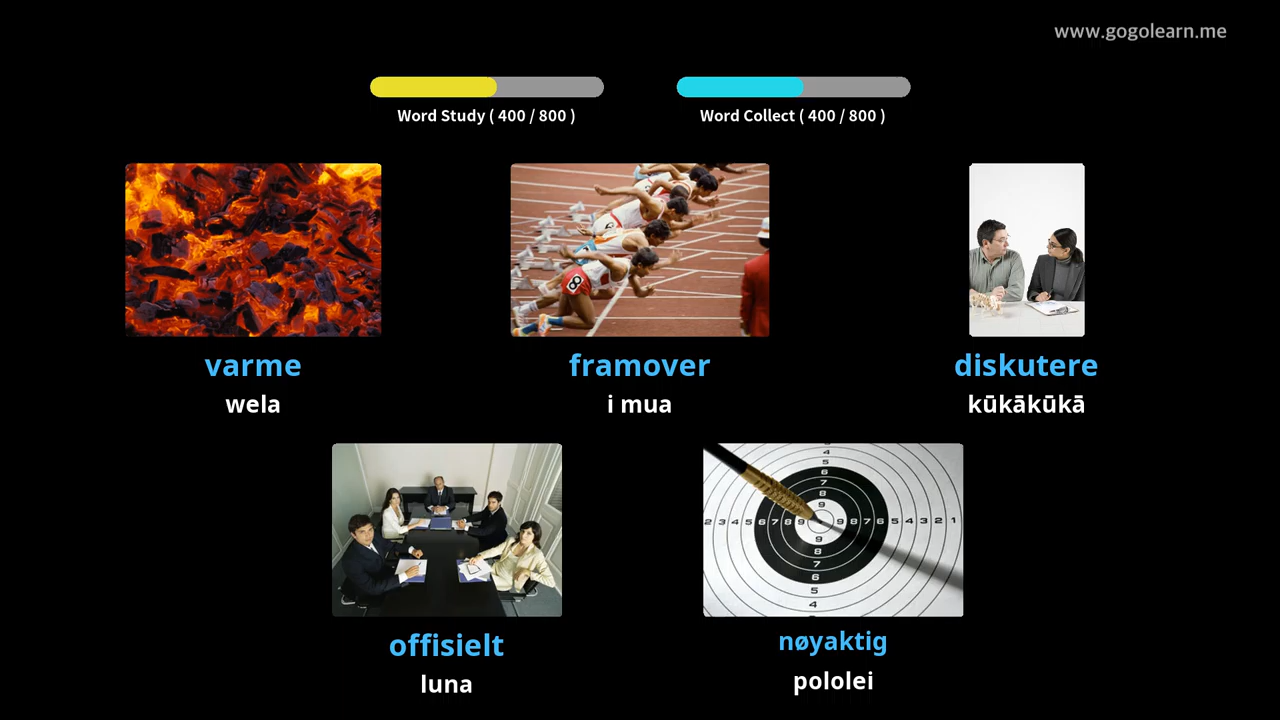 www.gogolearn.me
Word Study ( 400 / 800 )
Word Collect ( 400 / 800 )
varme
wela
framover
i mua
diskutere
kūkākūkā
offisielt
luna
nøyaktig
pololei